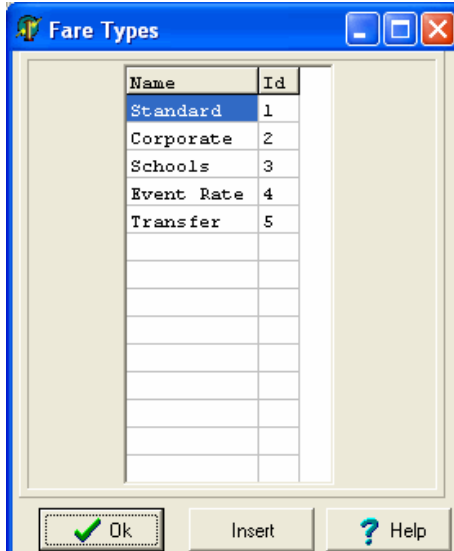 Fare Types
Name Id
Standard 1
Corporate 2
Schools 3
Event Rate 4
Transfer 5
Ok Insert ? Help